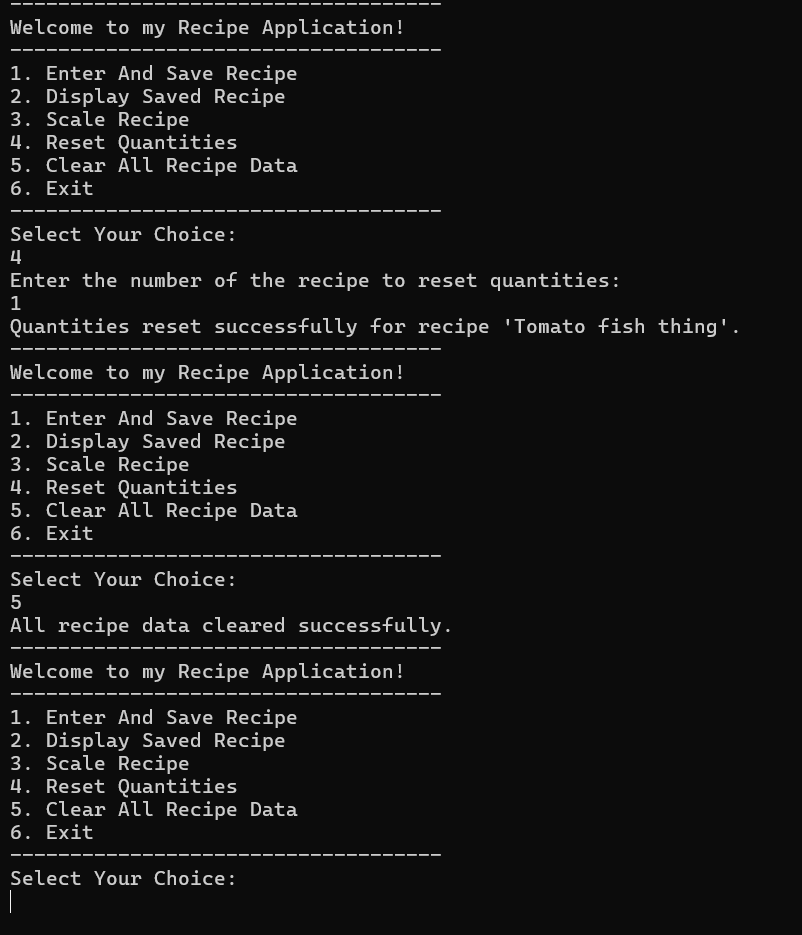 ------------------------------------
Welcome to my Recipe Application!
------------------------------------
1. Enter And Save Recipe
2. Display Saved Recipe
3. Scale Recipe
4. Reset Quantities
5. Clear All Recipe Data
6. Exit
------------------------------------
Select Your Choice:
4
Enter the number of the recipe to reset quantities:
1
Quantities reset successfully for recipe 'Tomato fish thing'.
------------------------------------
Welcome to my Recipe Application!
------------------------------------
1. Enter And Save Recipe
2. Display Saved Recipe
3. Scale Recipe
4. Reset Quantities
5. Clear All Recipe Data
6. Exit
------------------------------------
Select Your Choice:
5
All recipe data cleared successfully.
------------------------------------
Welcome to my Recipe Application!
------------------------------------
1. Enter And Save Recipe
2. Display Saved Recipe
3. Scale Recipe
4. Reset Quantities
5. Clear All Recipe Data
6. Exit
------------------------------------
Select Your Choice: